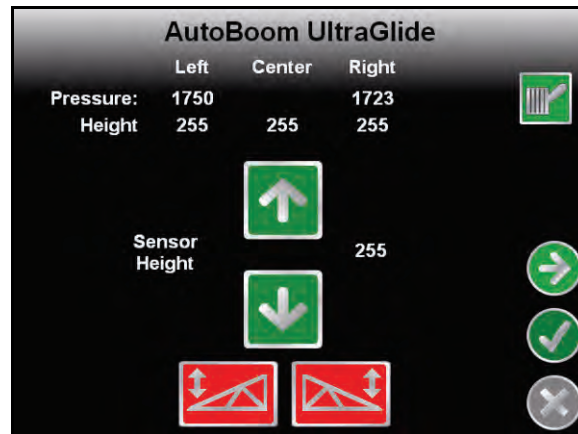 AutoBoom UltraGlide
Left Center Right
Pressure: 1750 1723
Height 255 255 255
Sensor
Height 255